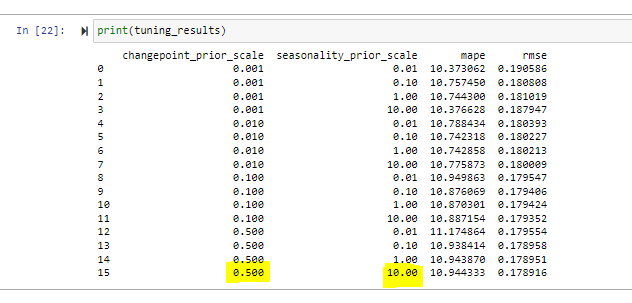 In [22]: print(tuning_results)
changepoint_prior_scale seasonality_prior_scale mape rmse
0 0.001 0.01 10.373062 0.190586
1 0.001 0.10 10.757450 0.180808
2 0.001 1.00 10.744300 0.181019
3 0.001 10.00 10.376628 0.187947
4 0.010 0.01 10.788434 0.180393
5 0.010 0.10 10.742318 0.180227
6 0.010 1.00 10.742858 0.180213
7 0.010 10.00 10.775873 0.180009
8 0.100 0.01 10.949863 0.179547
9 0.100 0.10 10.876069 0.179406
10 0.100 1.00 10.870301 0.179424
11 0.100 10.00 10.887154 0.179352
12 0.500 0.01 11.174864 0.179554
13 0.500 0.10 10.938414 0.178958
14 0.500 1.00 10.943870 0.178951
15 0.500 10.00 10.944333 0.178916